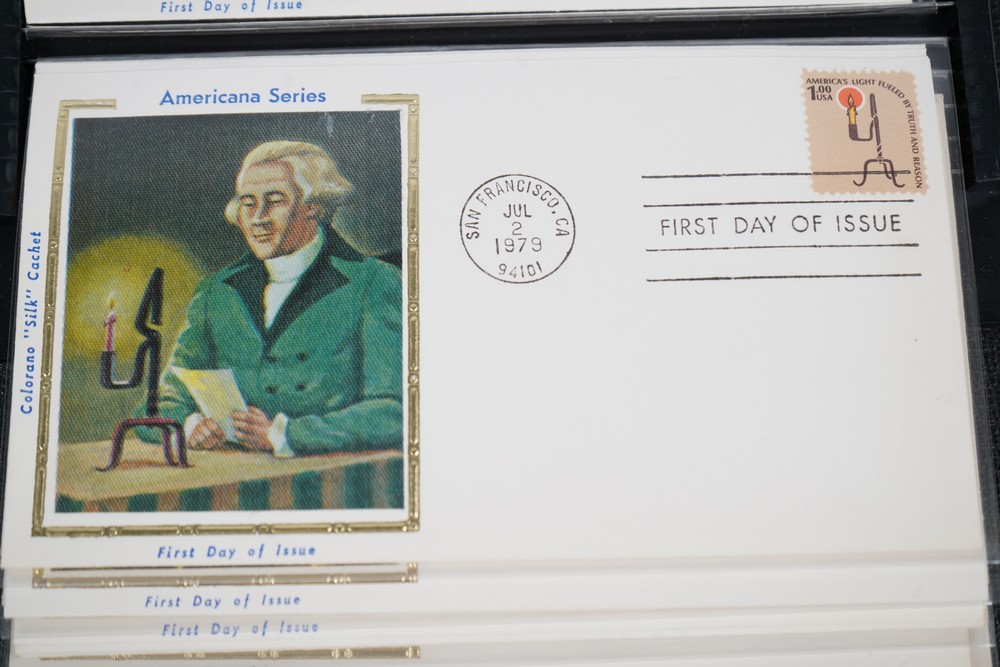 First Day of Issue
Americana Series
Colorano "Silk" Cachet
AMERICA'S LIGHT FUELED BY TRUTH AND REASON
1.00
USA
SAN FRANCISCO, CA
JUL
2
1979
94101
FIRST DAY OF ISSUE
First Day of Issue
First Day of Issue
First Day of Issue